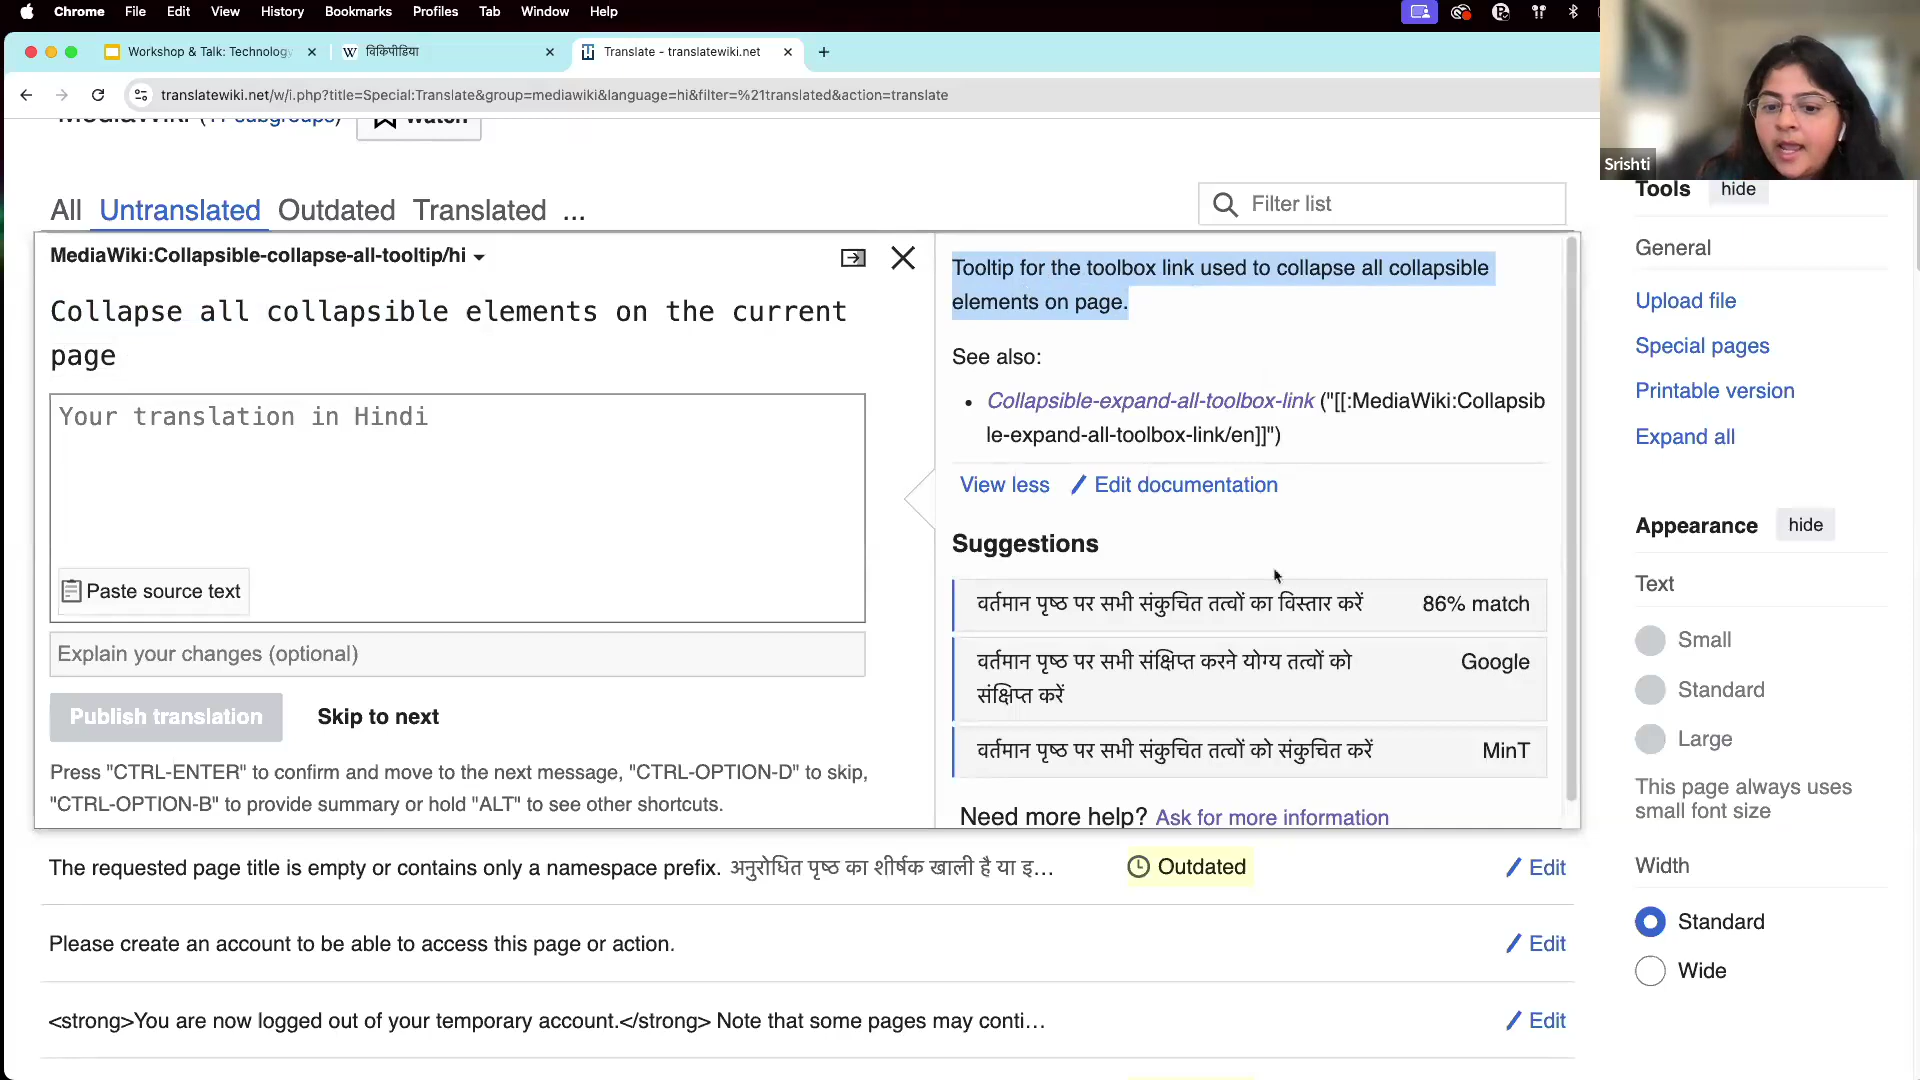 Chrome File Edit View History Bookmarks Profiles Tab Window Help
Workshop & Talk: Technology
विकिपीडिया
Translate - translatewiki.net
translatewiki.net/w/i.php?title=Special:Translate&group=mediawiki&language=hi&filter=%21translated&action=translate
Srishti
MediaWiki (11 subgroups) Watch
All Untranslated Outdated Translated ...
Filter list
MediaWiki:Collapsible-collapse-all-tooltip/hi
Collapse all collapsible elements on the current
page
Your translation in Hindi
Paste source text
Explain your changes (optional)
Publish translation Skip to next
Press "CTRL-ENTER" to confirm and move to the next message, "CTRL-OPTION-D" to skip,
"CTRL-OPTION-B" to provide summary or hold "ALT" to see other shortcuts.
Tooltip for the toolbox link used to collapse all collapsible
elements on page.
See also:
• Collapsible-expand-all-toolbox-link ("[[:MediaWiki:Collapsib
le-expand-all-toolbox-link/en]]")
View less Edit documentation
Suggestions
वर्तमान पृष्ठ पर सभी संकुचित तत्वों का विस्तार करें 86% match
वर्तमान पृष्ठ पर सभी संक्षिप्त करने योग्य तत्वों को Google
संक्षिप्त करें
वर्तमान पृष्ठ पर सभी संकुचित तत्वों को संकुचित करें MinT
Need more help? Ask for more information
The requested page title is empty or contains only a namespace prefix. अनुरोधित पृष्ठ का शीर्षक खाली है या इ... Outdated Edit
Please create an account to be able to access this page or action. Edit
<strong>You are now logged out of your temporary account.</strong> Note that some pages may conti... Edit
Tools hide
General
Upload file
Special pages
Printable version
Expand all
Appearance hide
Text
Small
Standard
Large
This page always uses
small font size
Width
Standard
Wide